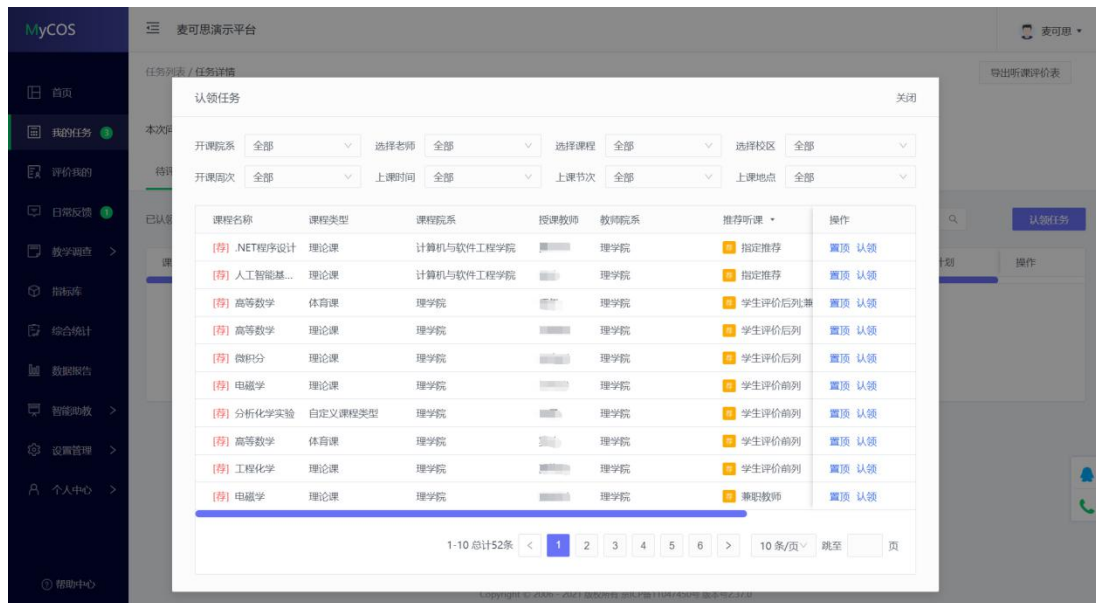 MyCOS 麦可思演示平台 麦可思
任务列表 / 任务详情 导出听课评价表
首页
我的任务 3
评价我的
日常反馈 1
教学调查
指标库
综合统计
数据报告
智能助教
设置管理
个人中心
帮助中心
认领任务 关闭
开课院系 全部 选择老师 全部 选择课程 全部 选择校区 全部
开课周次 全部 上课时间 全部 上课节次 全部 上课地点 全部
认领任务
操作
课程名称 课程类型 课程院系 授课教师 教师院系 推荐听课 操作
[荐] .NET程序设计 理论课 计算机与软件工程学院 理学院 荐 指定推荐 置顶 认领
[荐] 人工智能基... 理论课 计算机与软件工程学院 理学院 荐 指定推荐 置顶 认领
[荐] 高等数学 体育课 理学院 理学院 荐 学生评价后列;兼 置顶 认领
[荐] 高等数学 理论课 理学院 理学院 荐 学生评价后列 置顶 认领
[荐] 微积分 理论课 理学院 理学院 荐 学生评价后列 置顶 认领
[荐] 电磁学 理论课 理学院 理学院 荐 学生评价前列 置顶 认领
[荐] 分析化学实验 自定义课程类型 理学院 理学院 荐 学生评价前列 置顶 认领
[荐] 高等数学 体育课 理学院 理学院 荐 学生评价前列 置顶 认领
[荐] 工程化学 理论课 理学院 理学院 荐 学生评价前列 置顶 认领
[荐] 电磁学 理论课 理学院 理学院 荐 兼职教师 置顶 认领
1-10 总计52条 < 1 2 3 4 5 6 > 10 条/页 跳至 页